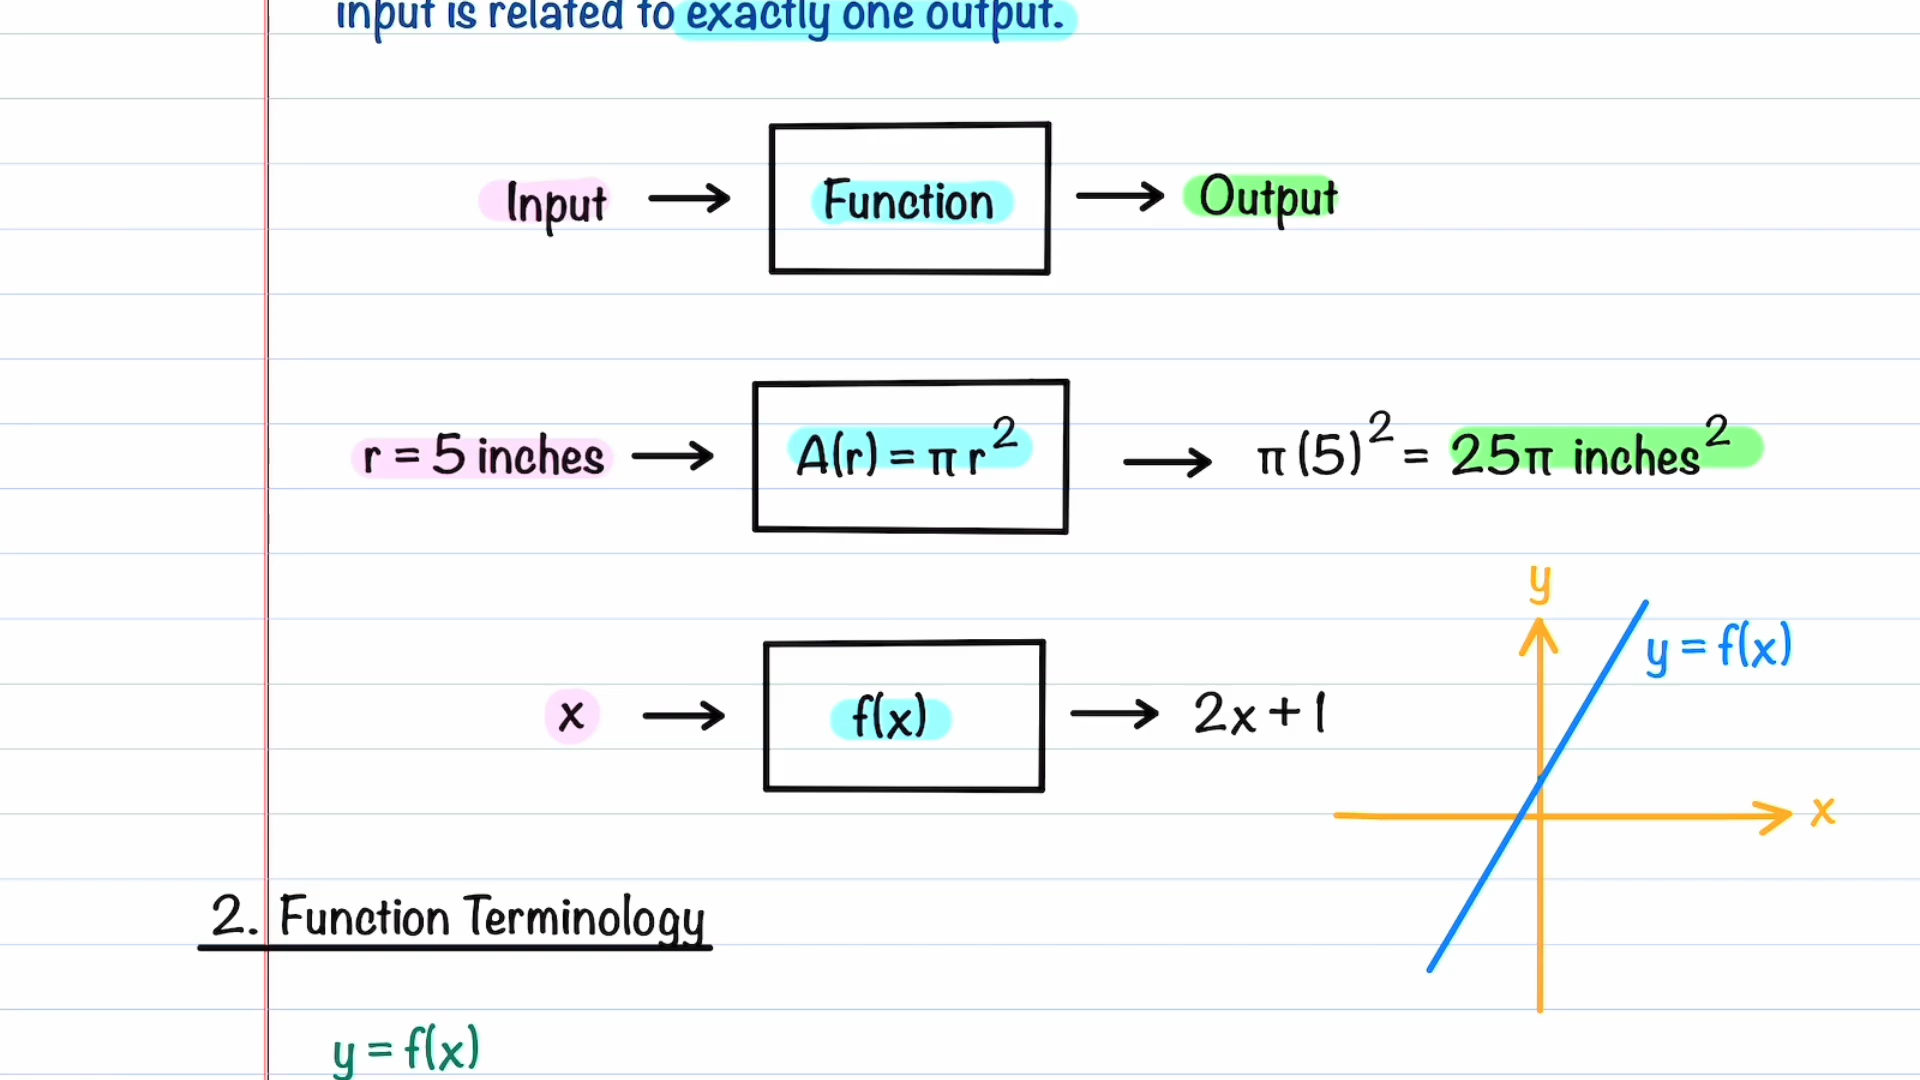 input is related to exactly one output.
Input → Function → Output
r = 5 inches → A(r) = πr² → π(5)² = 25π inches²
y
y = f(x)
x → f(x) → 2x + 1
x
2. Function Terminology
y = f(x)